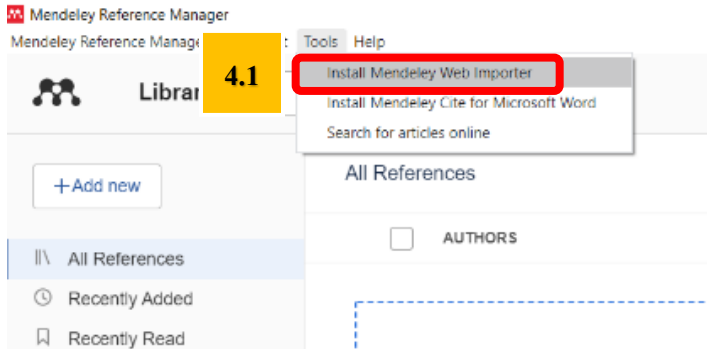 Mendeley Reference Manager
Mendeley Reference Manage t Tools Help
4.1
Install Mendeley Web Importer
Install Mendeley Cite for Microsoft Word
Search for articles online
Librar
+Add new
All References
AUTHORS
All References
Recently Added
Recently Read